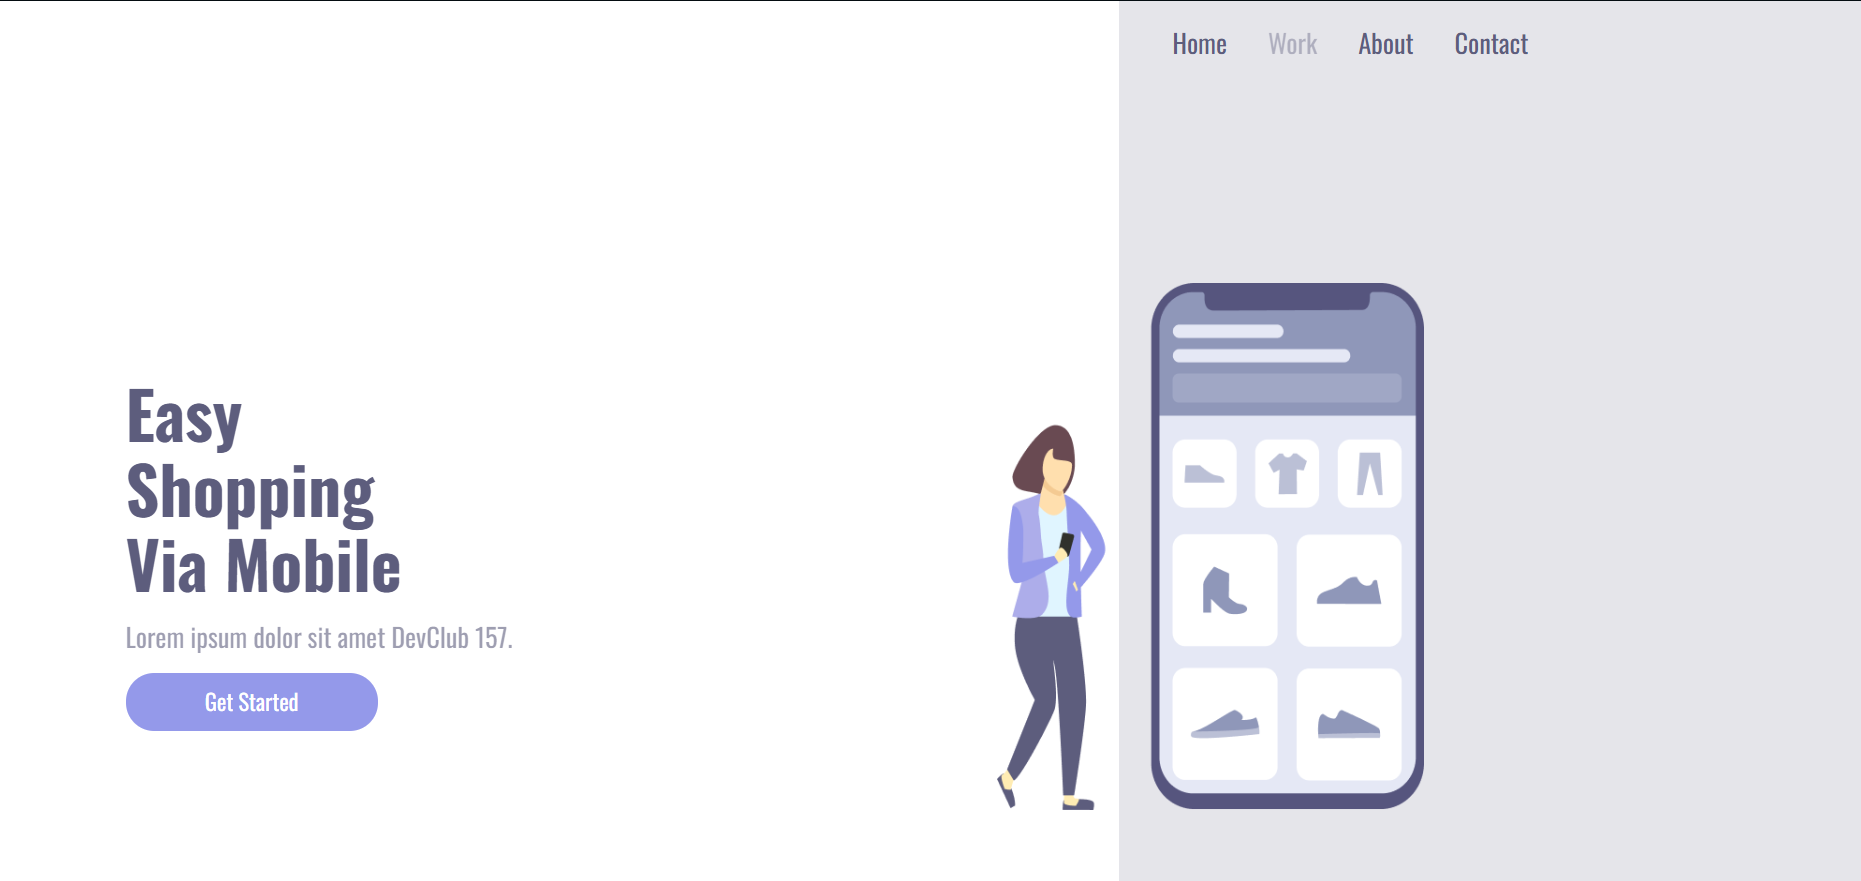 Home Work About Contact
Easy
Shopping
Via Mobile
Lorem ipsum dolor sit amet DevClub 157.
Get Started